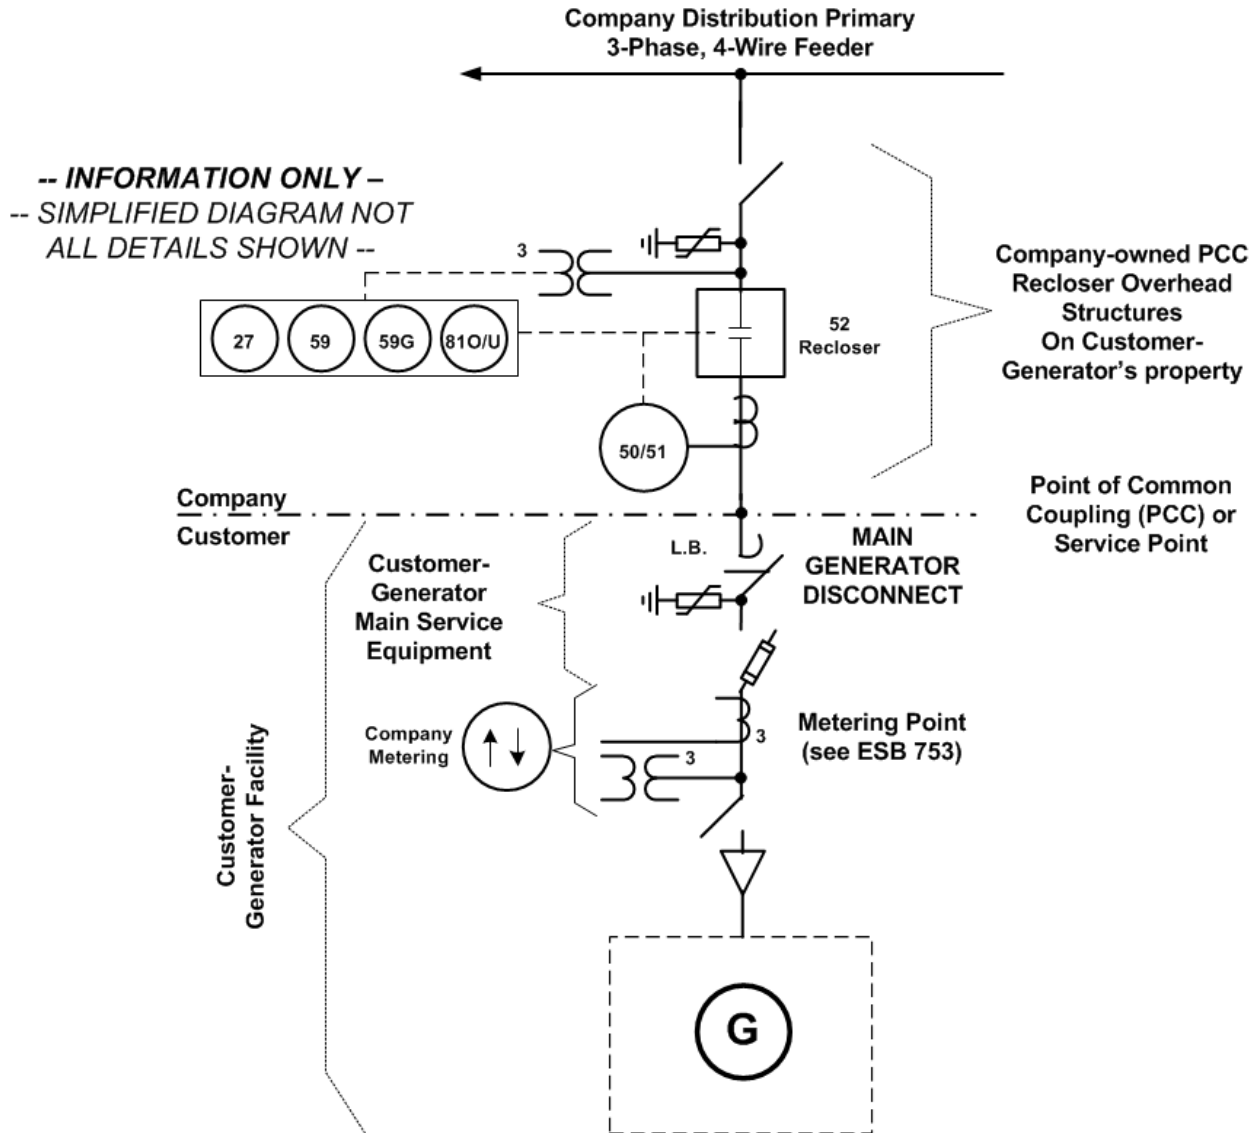 Company Distribution Primary
3-Phase, 4-Wire Feeder
-- INFORMATION ONLY –
-- SIMPLIFIED DIAGRAM NOT
ALL DETAILS SHOWN --
3
27
59
59G
81O/U
52
Recloser
Company-owned PCC
Recloser Overhead
Structures
On Customer-
Generator's property
50/51
Company
Customer
Point of Common
Coupling (PCC) or
Service Point
L.B.
MAIN
GENERATOR
DISCONNECT
Customer-
Generator
Main Service
Equipment
Company
Metering
3
3
Metering Point
(see ESB 753)
Customer-
Generator Facility
G